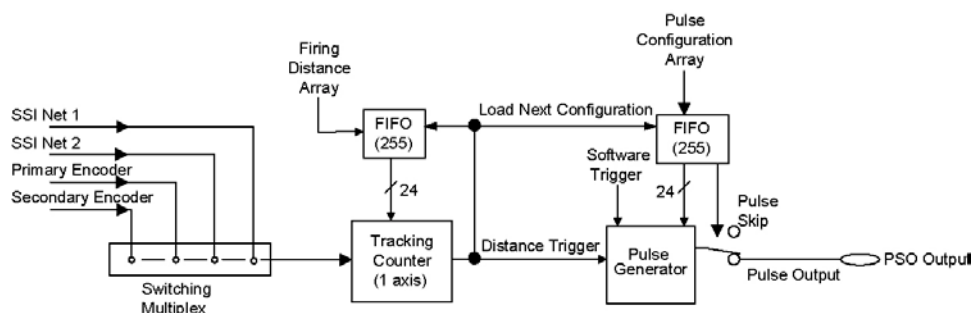 Firing
Distance
Array
Pulse
Configuration
Array
SSI Net 1
SSI Net 2
Primary Encoder
Secondary Encoder
FIFO
(255)
Load Next Configuration
FIFO
(255)
Software
Trigger
24
24
Pulse
Skip
Tracking
Counter
(1 axis)
Distance Trigger
Pulse
Generator
Pulse Output
PSO Output
Switching
Multiplex